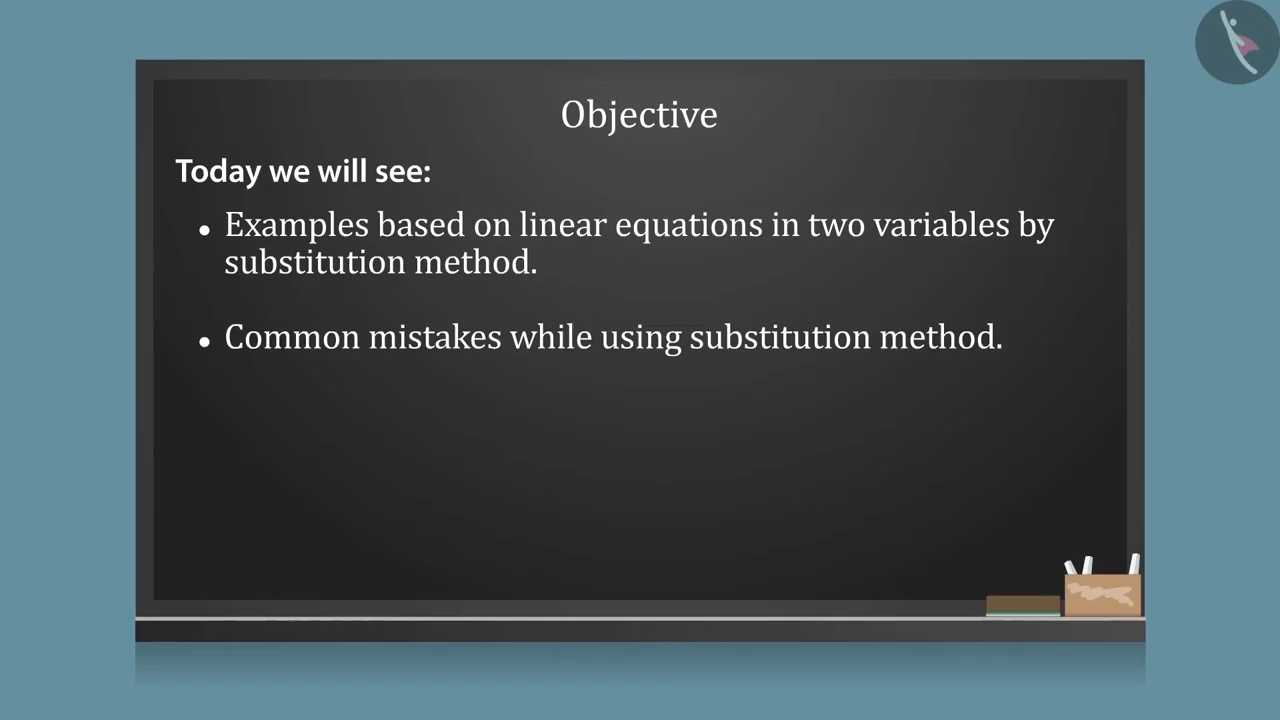 Objective
Today we will see:
• Examples based on linear equations in two variables by
substitution method.
• Common mistakes while using substitution method.